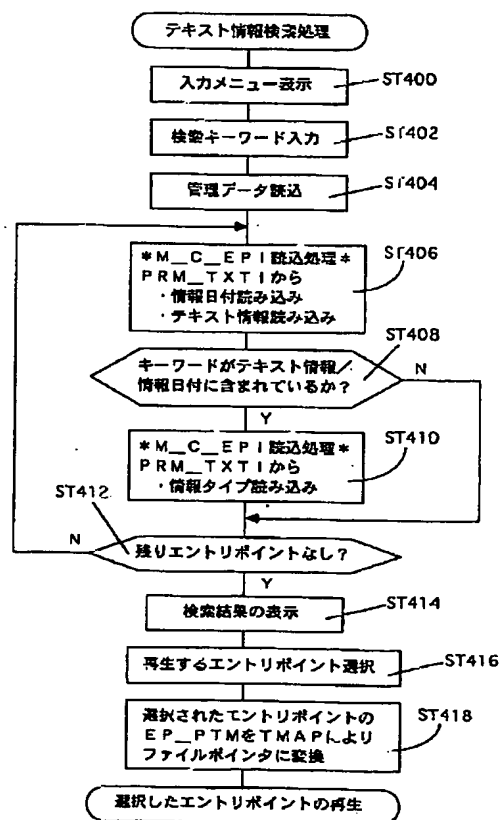 テキスト情報検索処理
入力メニュー表示
ST400
検索キーワード入力
ST402
管理データ読込
ST404
*M__C__EPI読込処理*
PRM__TXTIから
・情報日付読み込み
・テキスト情報読み込み
ST406
ST408
キーワードがテキスト情報/
情報日付に含まれているか?
N
Y
*M__C__EPI読込処理*
PRM__TXTIから
・情報タイプ読み込み
ST410
ST412
N
残りエントリポイントなし?
Y
検索結果の表示
ST414
再生するエントリポイント選択
ST416
選択されたエントリポイントの
EP__PTMをTMAPにより
ファイルポインタに変換
ST418
選択したエントリポイントの再生